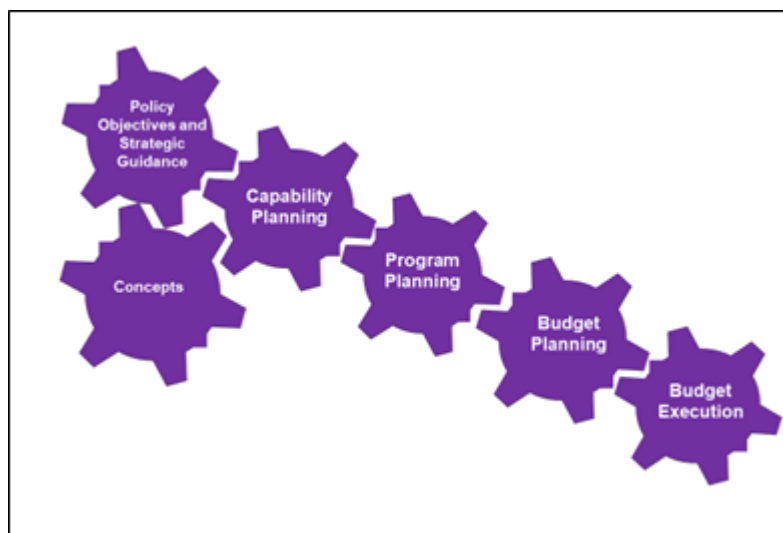 Policy
Objectives and
Strategic
Guidance
Capability
Planning
Concepts
Program
Planning
Budget
Planning
Budget
Execution